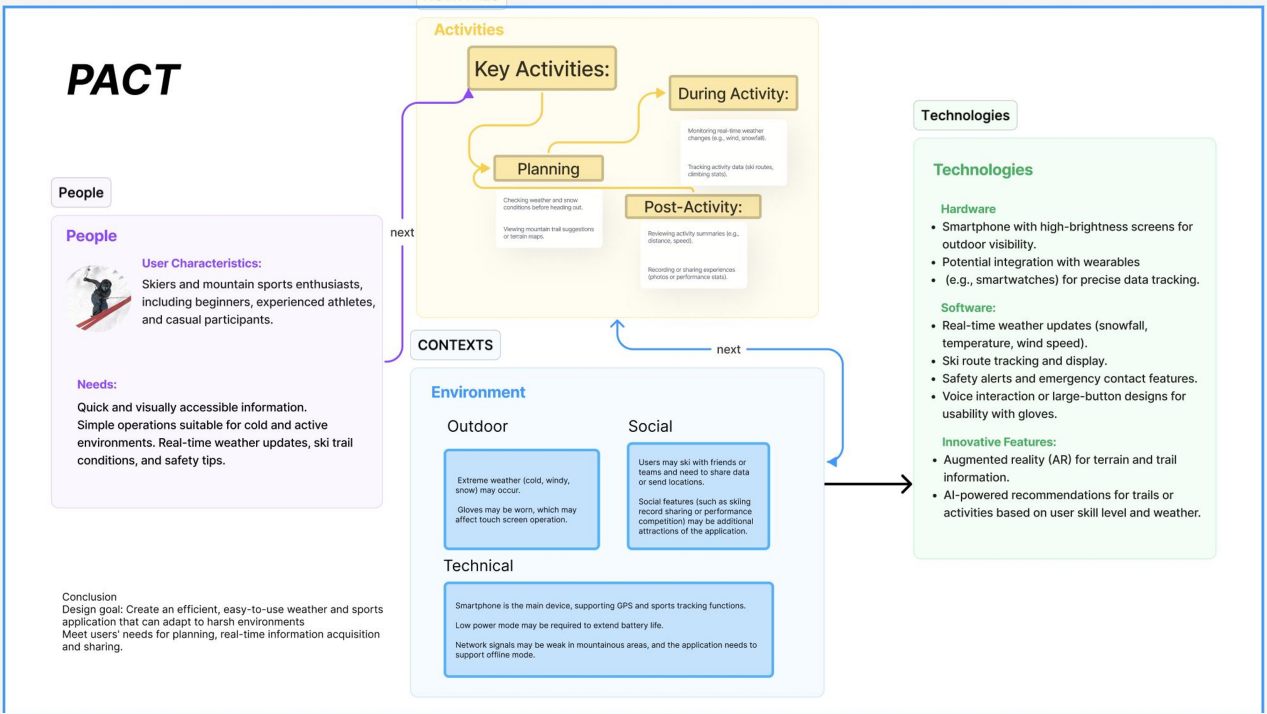 PACT
People
People
User Characteristics:
Skiers and mountain sports enthusiasts,
including beginners, experienced athletes,
and casual participants.
Needs:
Quick and visually accessible information.
Simple operations suitable for cold and active
environments. Real-time weather updates, ski trail
conditions, and safety tips.
next
Activities
Key Activities:
Planning
Checking weather and snow
conditions before heading out.
Viewing mountain trail suggestions
or terrain maps.
During Activity:
Monitoring real-time weather
changes (e.g., wind, snowfall).
Tracking activity data (ski routes,
climbing stats).
Post-Activity:
Reviewing activity summaries (e.g.,
distance, speed).
Recording or sharing experiences
(photos or performance stats).
next
CONTEXTS
Environment
Outdoor
Extreme weather (cold, windy,
snow) may occur.
Gloves may be worn, which may
affect touch screen operation.
Social
Users may ski with friends or
teams and need to share data
or send locations.
Social features (such as skiing
record sharing or performance
competition) may be additional
attractions of the application.
Technical
Smartphone is the main device, supporting GPS and sports tracking functions.
Low power mode may be required to extend battery life.
Network signals may be weak in mountainous areas, and the application needs to
support offline mode.
Technologies
Technologies
Hardware
• Smartphone with high-brightness screens for
outdoor visibility.
• Potential integration with wearables
• (e.g., smartwatches) for precise data tracking.
Software:
• Real-time weather updates (snowfall,
temperature, wind speed).
• Ski route tracking and display.
• Safety alerts and emergency contact features.
• Voice interaction or large-button designs for
usability with gloves.
Innovative Features:
• Augmented reality (AR) for terrain and trail
information.
• AI-powered recommendations for trails or
activities based on user skill level and weather.
Conclusion
Design goal: Create an efficient, easy-to-use weather and sports
application that can adapt to harsh environments
Meet users' needs for planning, real-time information acquisition
and sharing.